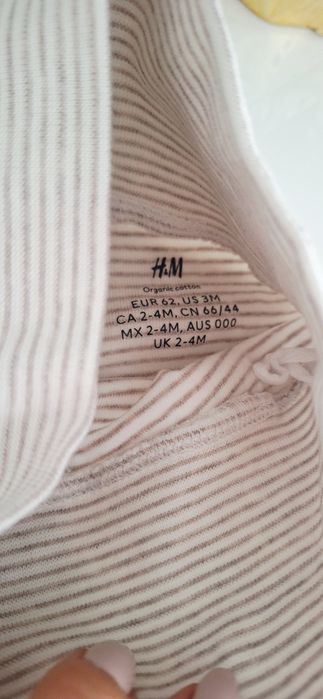 H&M
Organic cotton
EUR 62, US 3M
CA 2-4M, CN 66/44
MX 2-4M, AUS 000
UK 2-4M